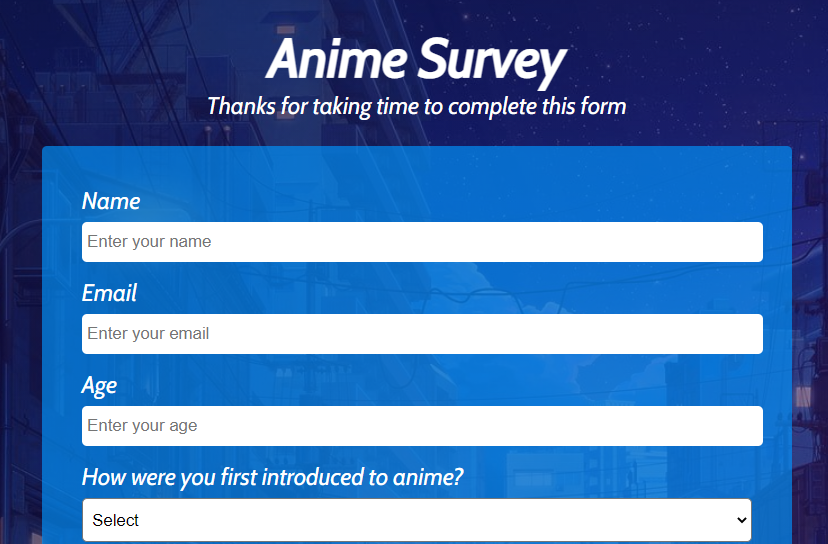 Anime Survey
Thanks for taking time to complete this form
Name
Enter your name
Email
Enter your email
Age
Enter your age
How were you first introduced to anime?
Select